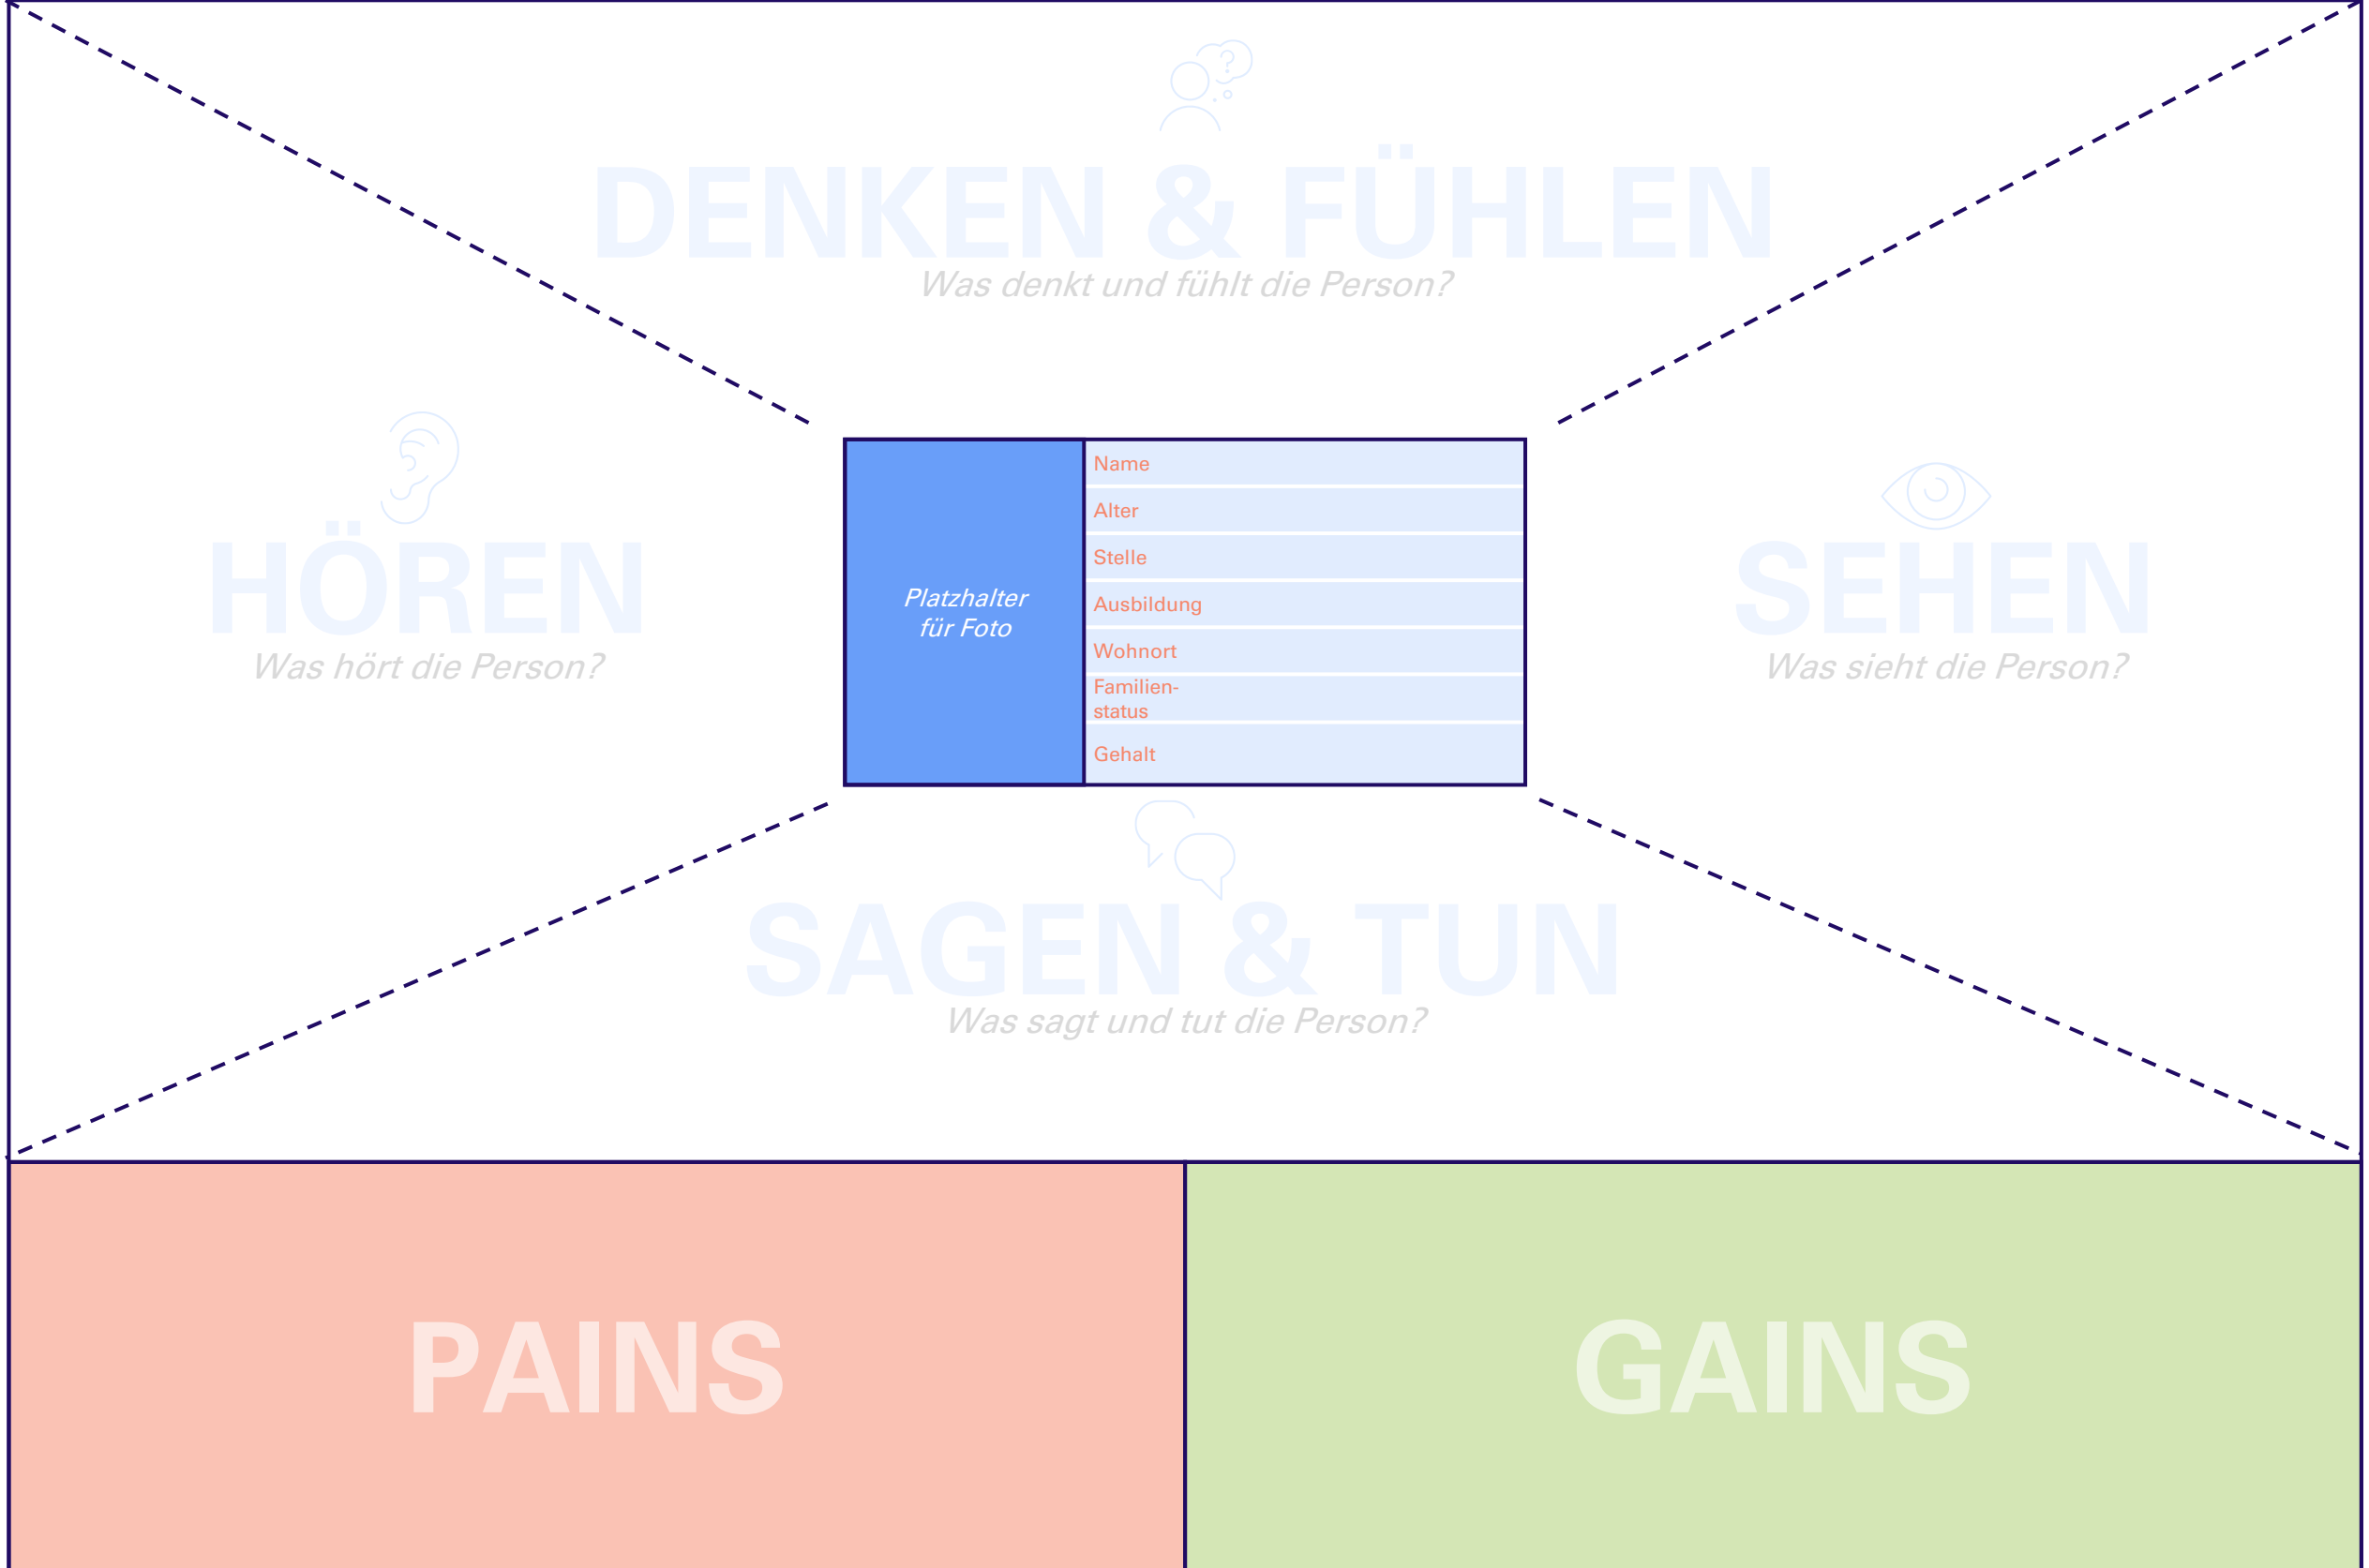 DENKEN & FÜHLEN
Was denkt und fühlt die Person?
HÖREN
Was hört die Person?
Platzhalter
für Foto
Name
Alter
Stelle
Ausbildung
Wohnort
Familien-
status
Gehalt
SEHEN
Was sieht die Person?
SAGEN & TUN
Was sagt und tut die Person?
PAINS
GAINS